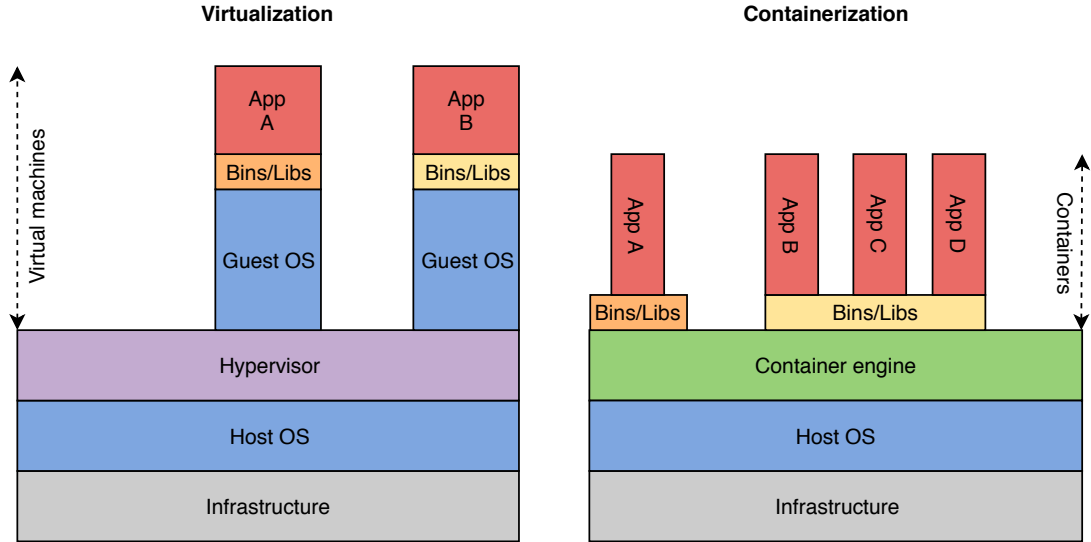 Virtualization
Virtual machines
App
A
App
B
Bins/Libs
Bins/Libs
Guest OS
Guest OS
Hypervisor
Host OS
Infrastructure
Containerization
App A
App B
App C
App D
Containers
Bins/Libs
Bins/Libs
Container engine
Host OS
Infrastructure